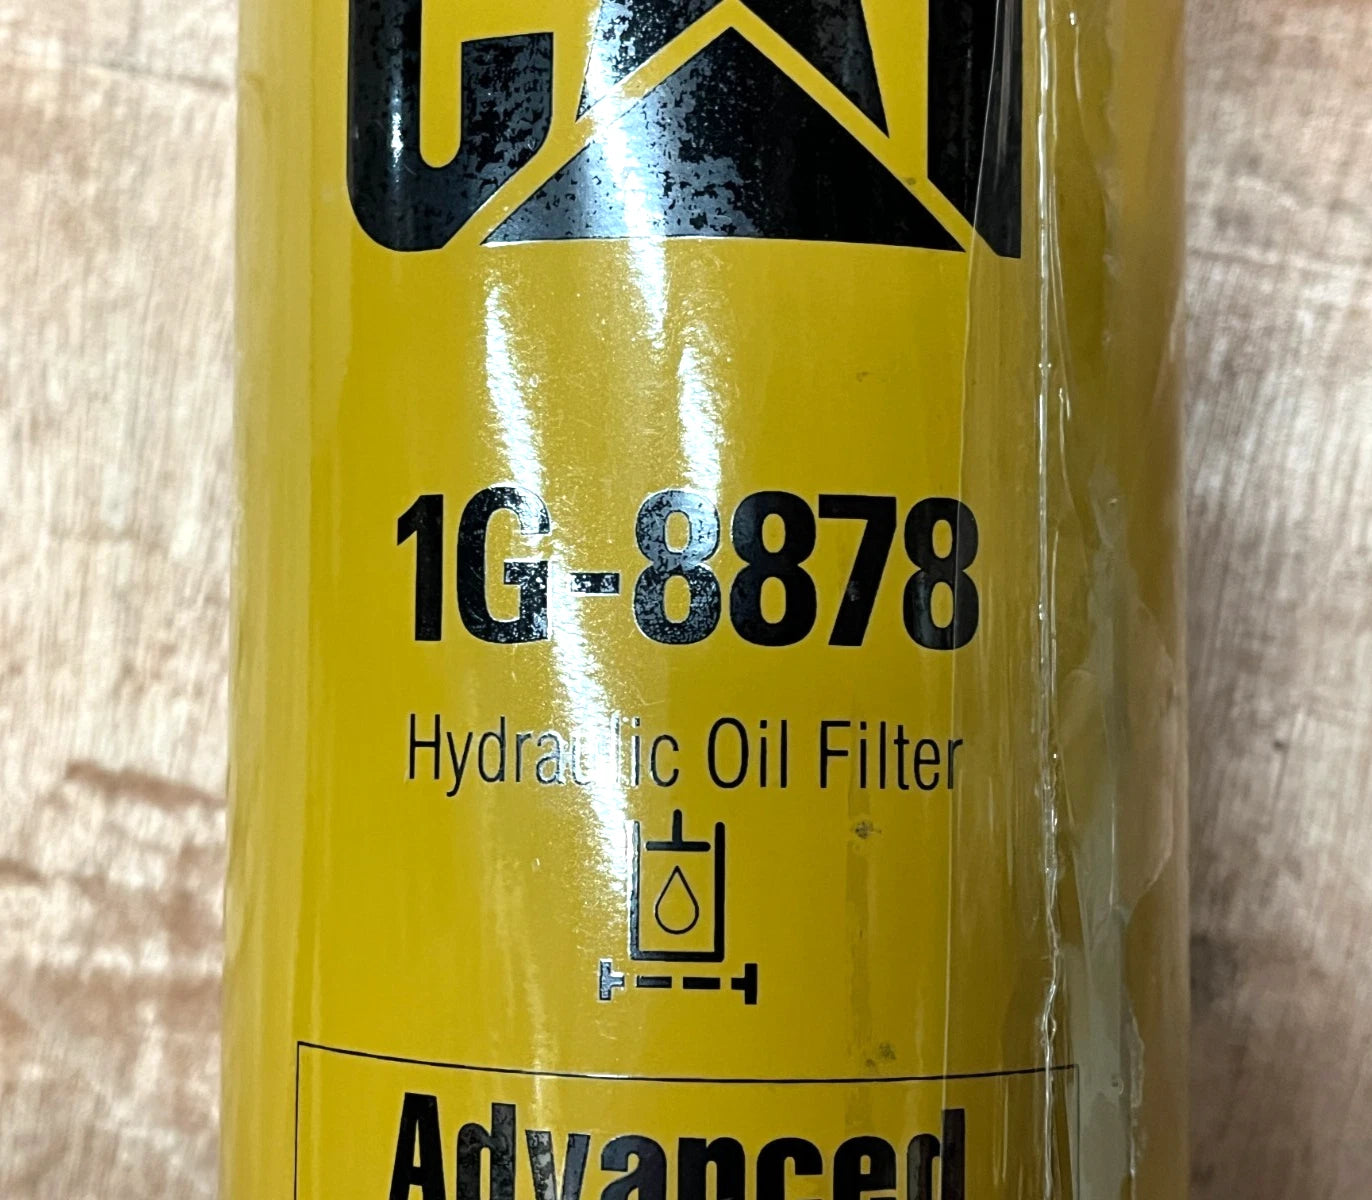 CAT
1G-8878
Hydraulic Oil Filter
Advanced